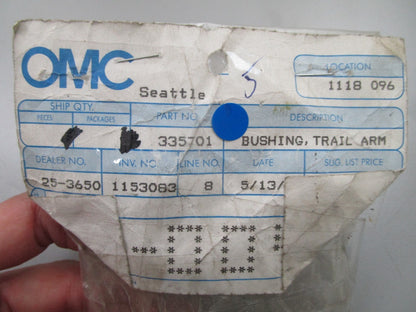 OMC
Seattle
5
LOCATION
1118 096
SHIP QTY.
PIECES PACKAGES
PART NO.
DESCRIPTION
335701
BUSHING, TRAIL ARM
DEALER NO.
INV. NO.
LINE NO.
DATE
SUG. LIST PRICE
25-3650
1153083
8
5/13/